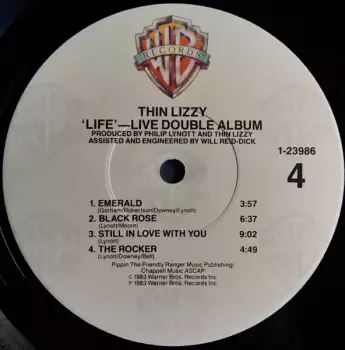 WB
RECORDS
THIN LIZZY
'LIFE'—LIVE DOUBLE ALBUM
PRODUCED BY PHILIP LYNOTT AND THIN LIZZY
ASSISTED AND ENGINEERED BY WILL REID-DICK
1-23986
4
1. EMERALD 3:57
(Gorham/Robertson/Downey/Lynott)
2. BLACK ROSE 6:37
(Lynott/Moore)
3. STILL IN LOVE WITH YOU 9:02
(Lynott)
4. THE ROCKER 4:49
(Lynott/Downey/Bell)
Pippin The Friendly Ranger Music Publishing/
Chappell Music ASCAP
© 1983 Warner Bros. Records Inc.
℗ 1983 Warner Bros. Records Inc.